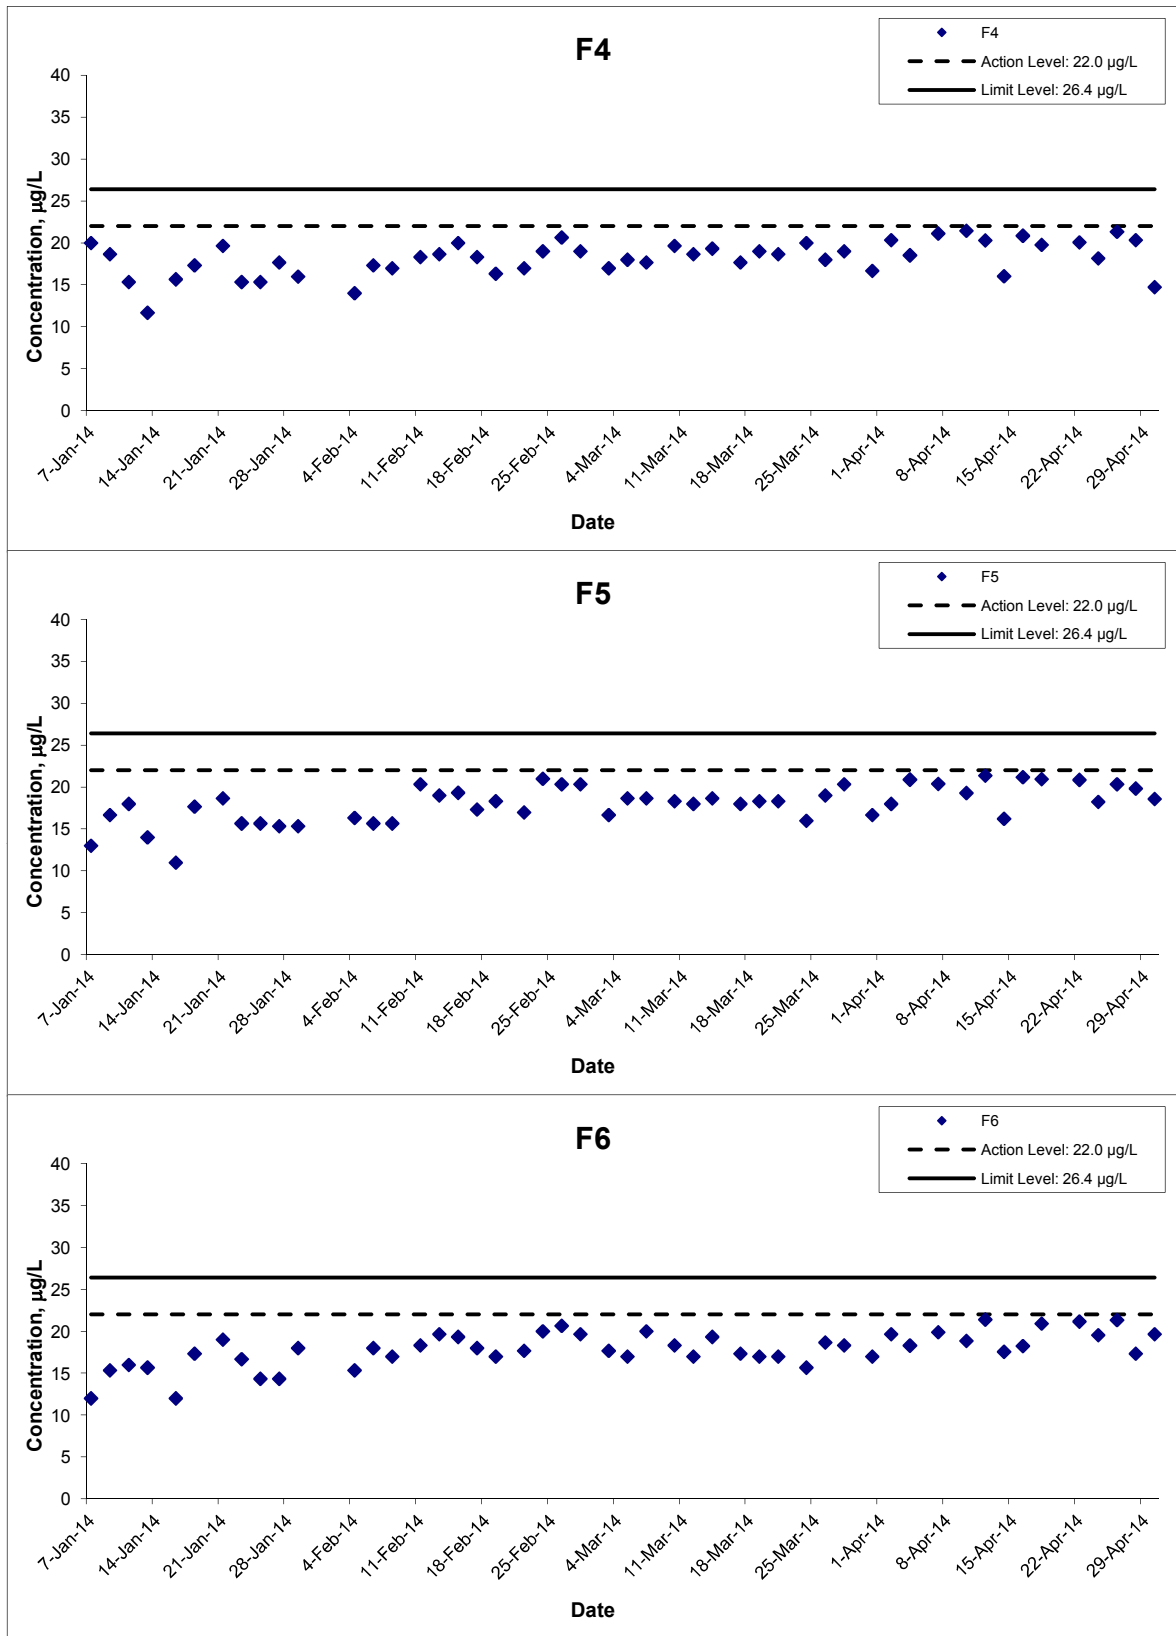 F4
F4
Action Level: 22.0 µg/L
Limit Level: 26.4 µg/L
Concentration, µg/L
40
35
30
25
20
15
10
5
0
7-Jan-14
14-Jan-14
21-Jan-14
28-Jan-14
4-Feb-14
11-Feb-14
18-Feb-14
25-Feb-14
4-Mar-14
11-Mar-14
18-Mar-14
25-Mar-14
1-Apr-14
8-Apr-14
15-Apr-14
22-Apr-14
29-Apr-14
Date
F5
F5
Action Level: 22.0 µg/L
Limit Level: 26.4 µg/L
Concentration, µg/L
40
35
30
25
20
15
10
5
0
7-Jan-14
14-Jan-14
21-Jan-14
28-Jan-14
4-Feb-14
11-Feb-14
18-Feb-14
25-Feb-14
4-Mar-14
11-Mar-14
18-Mar-14
25-Mar-14
1-Apr-14
8-Apr-14
15-Apr-14
22-Apr-14
29-Apr-14
Date
F6
F6
Action Level: 22.0 µg/L
Limit Level: 26.4 µg/L
Concentration, µg/L
40
35
30
25
20
15
10
5
0
7-Jan-14
14-Jan-14
21-Jan-14
28-Jan-14
4-Feb-14
11-Feb-14
18-Feb-14
25-Feb-14
4-Mar-14
11-Mar-14
18-Mar-14
25-Mar-14
1-Apr-14
8-Apr-14
15-Apr-14
22-Apr-14
29-Apr-14
Date